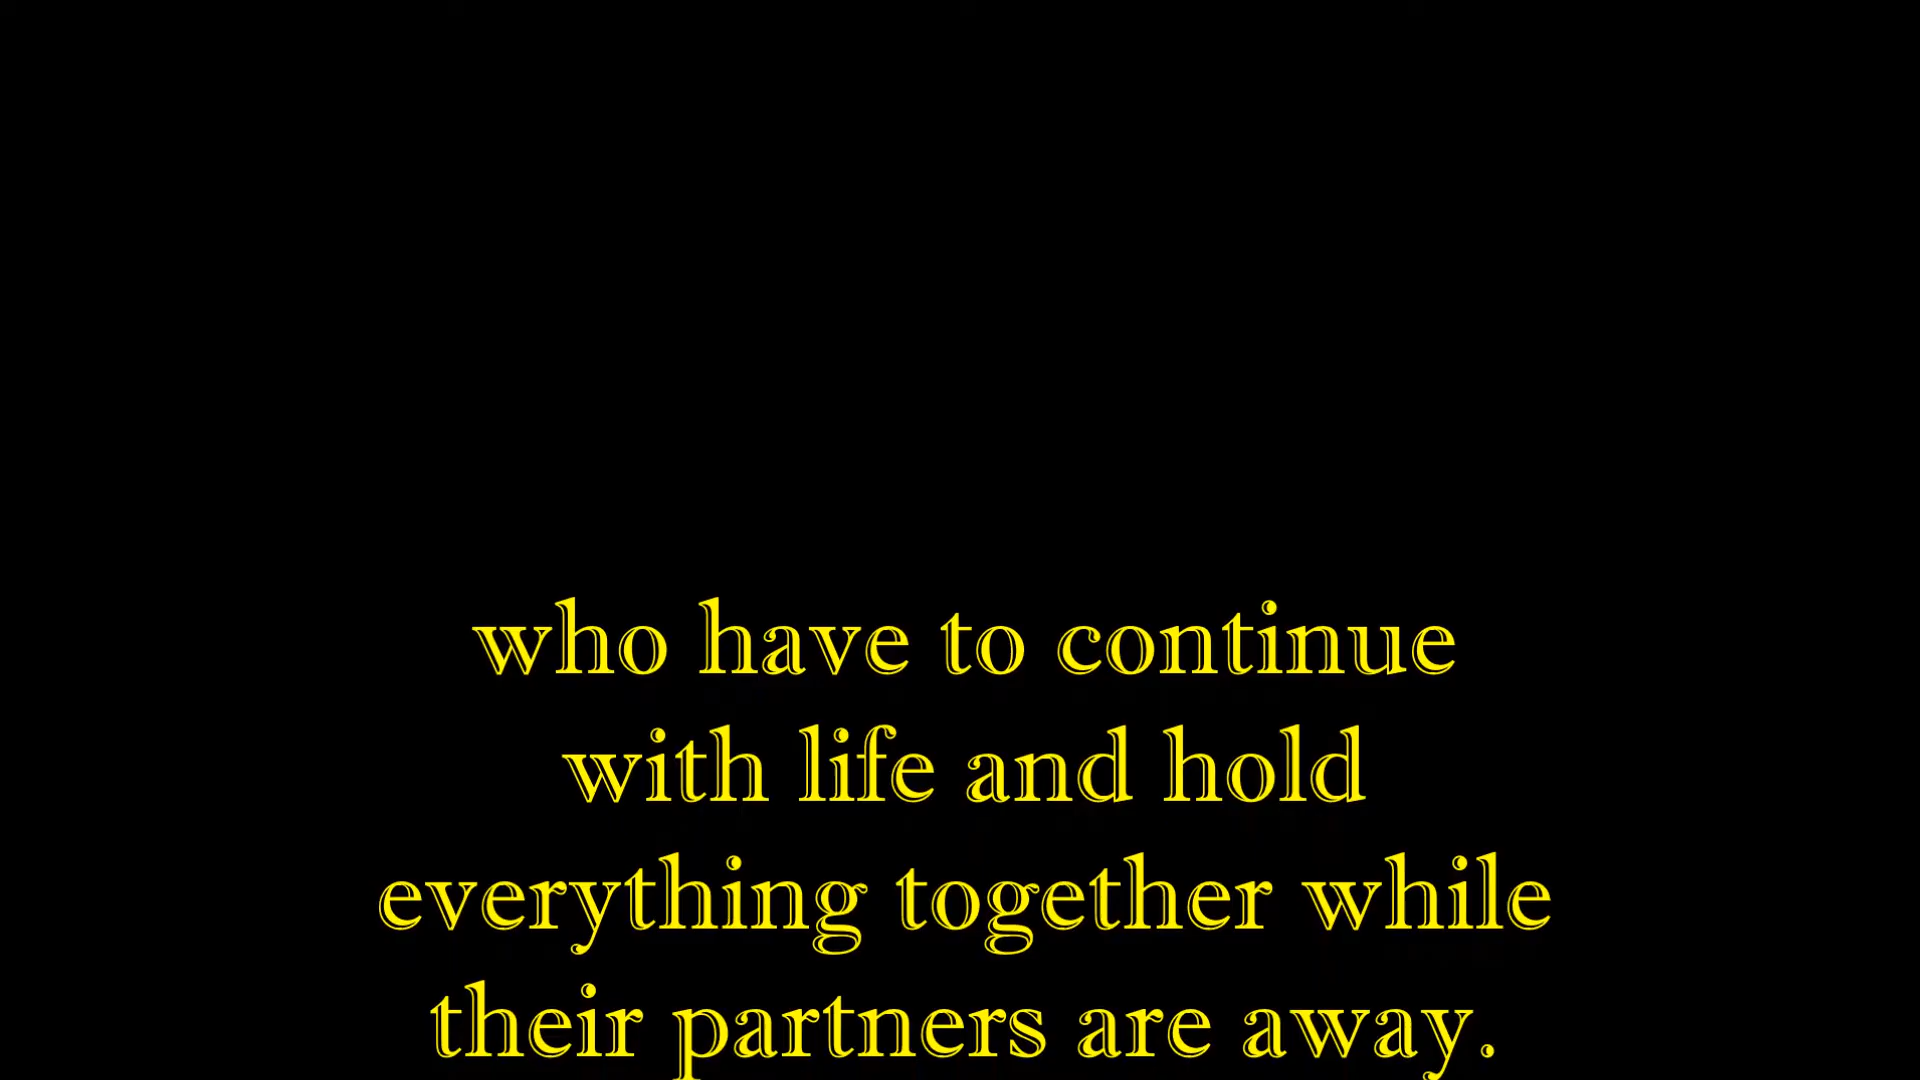 who have to continue
with life and hold
everything together while
their partners are away.